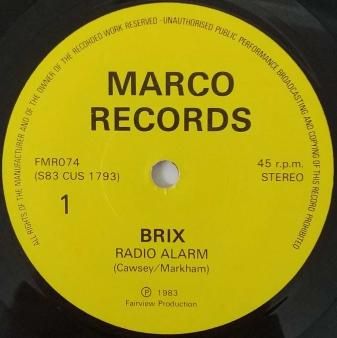 ALL RIGHTS OF THE MANUFACTURER AND OF THE OWNER OF THE RECORDED WORK RESERVED · UNAUTHORISED PUBLIC PERFORMANCE BROADCASTING AND COPYING OF THIS RECORD PROHIBITED
MARCO
RECORDS
FMR074
(S83 CUS 1793)
45 r.p.m.
STEREO
1
BRIX
RADIO ALARM
(Cawsey/Markham)
℗ 1983
Fairview Production